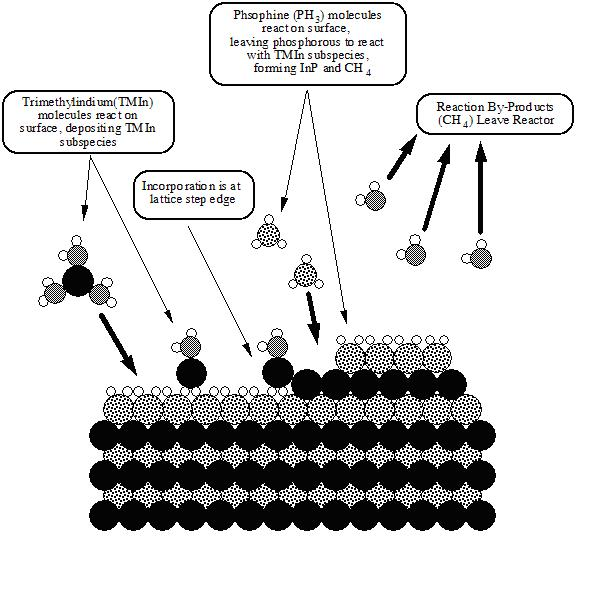 Phsophine (PH3) molecules
react on surface,
leaving phosphorous to react
with TMIn subspecies,
forming InP and CH4
Trimethylindium(TMIn)
molecules react on
surface, depositing TMIn
subspecies
Reaction By-Products
(CH4) Leave Reactor
Incorporation is at
lattice step edge